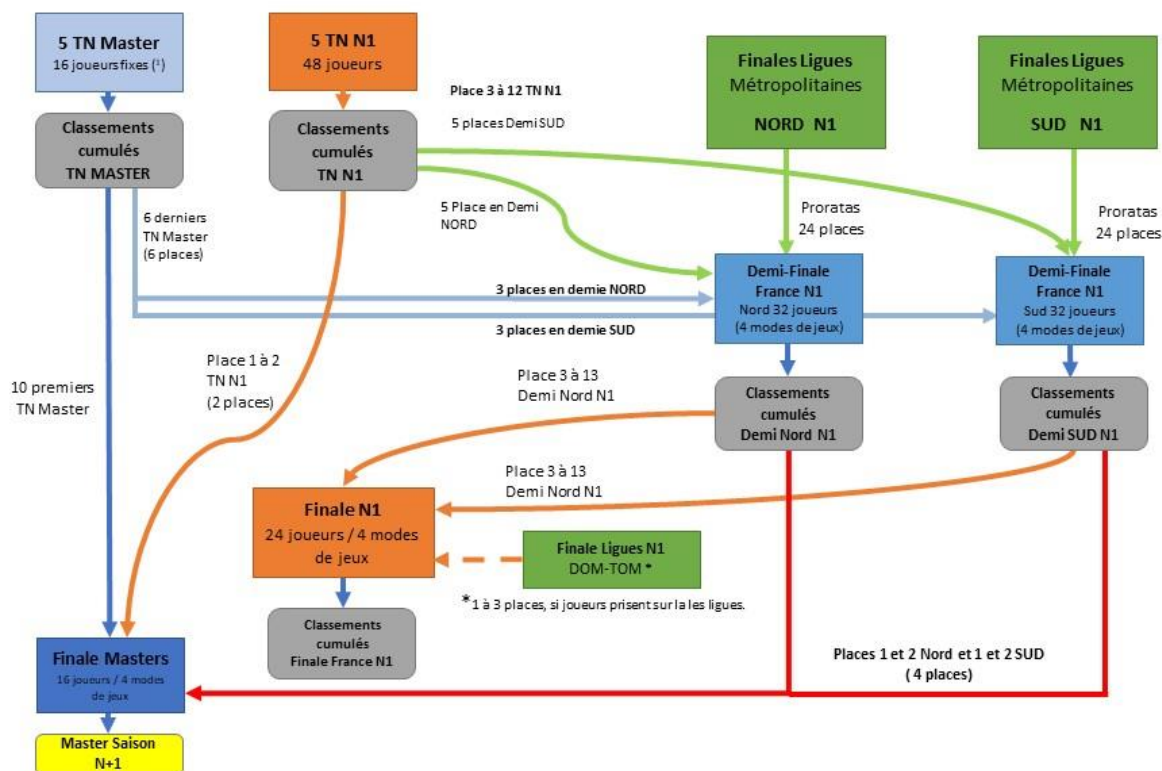 5 TN Master
16 joueurs fixes (¹)
5 TN N1
48 joueurs
Finales Ligues
Métropolitaines
NORD N1
Finales Ligues
Métropolitaines
SUD N1
Place 3 à 12 TN N1
5 places Demi SUD
Classements
cumulés
TN MASTER
Classements
cumulés
TN N1
5 Place en Demi
NORD
Proratas
24 places
Proratas
24 places
6 derniers
TN Master
(6 places)
Demi-Finale
France N1
Nord 32 joueurs
(4 modes de jeu)
Demi-Finale
France N1
Sud 32 joueurs
(4 modes de jeu)
3 places en demie NORD
3 places en demie SUD
Place 1 à 2
TN N1
(2 places)
10 premiers
TN Master
Place 3 à 13
Demi Nord N1
Classements
cumulés
Demi Nord N1
Classements
cumulés
Demi SUD N1
Place 3 à 13
Demi Nord N1
Finale N1
24 joueurs / 4 modes
de jeux
Finale Ligues N1
DOM-TOM *
*1 à 3 places, si joueurs prisent sur la les ligues.
Classements
cumulés
Finale France N1
Finale Masters
16 joueurs / 4 modes
de jeux
Places 1 et 2 Nord et 1 et 2 SUD
( 4 places)
Master Saison
N+1